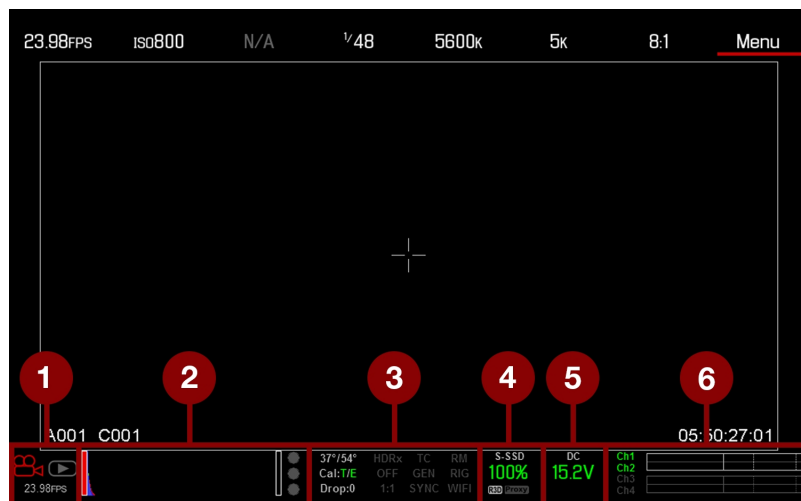 23.98FPS ISO800 N/A 1/48 5600K 5K 8:1 Menu
1 2 3 4 5 6
A001 C001 05:50:27:01
37°/54° HDRx TC RM S-SSD DC Ch1
Cal:T/E OFF GEN RIG 100% 15.2V Ch2
23.98FPS Drop:0 1:1 SYNC WIFI R3D Proxy Ch3
Ch4